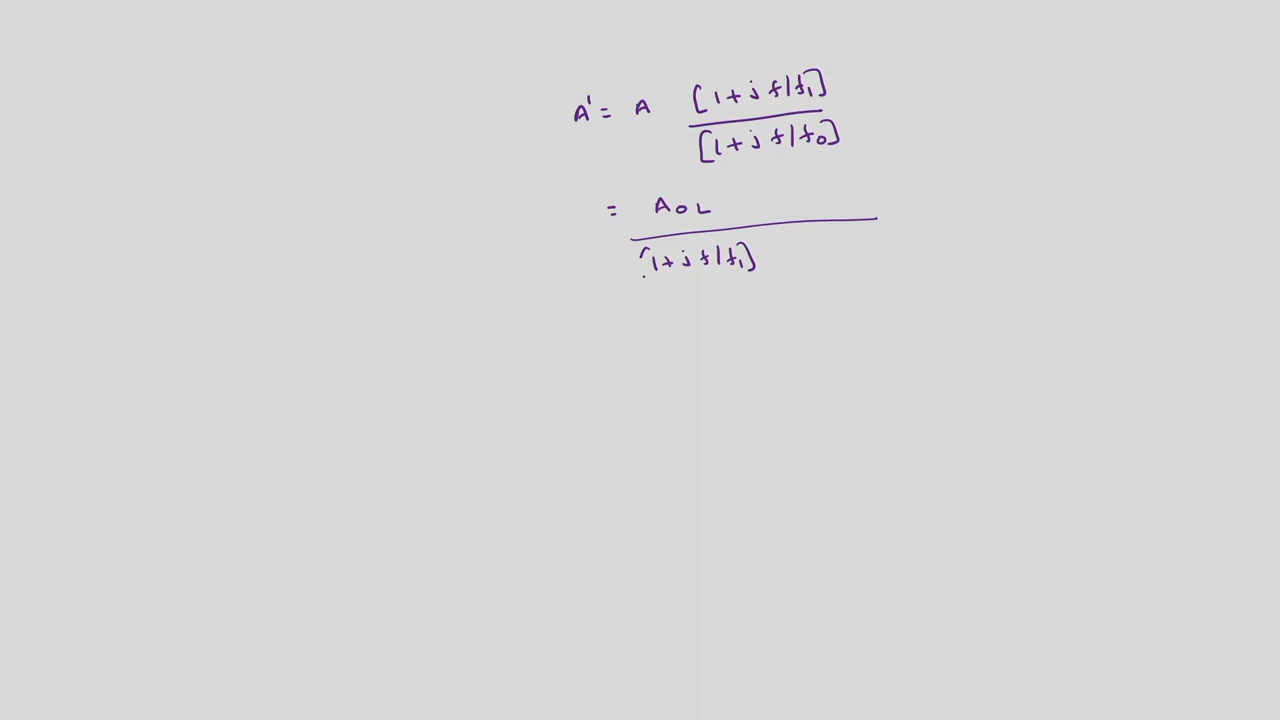 A' = A [1+j f|f1]
[1+j f|f0]
= AOL
[1+j f|f1]